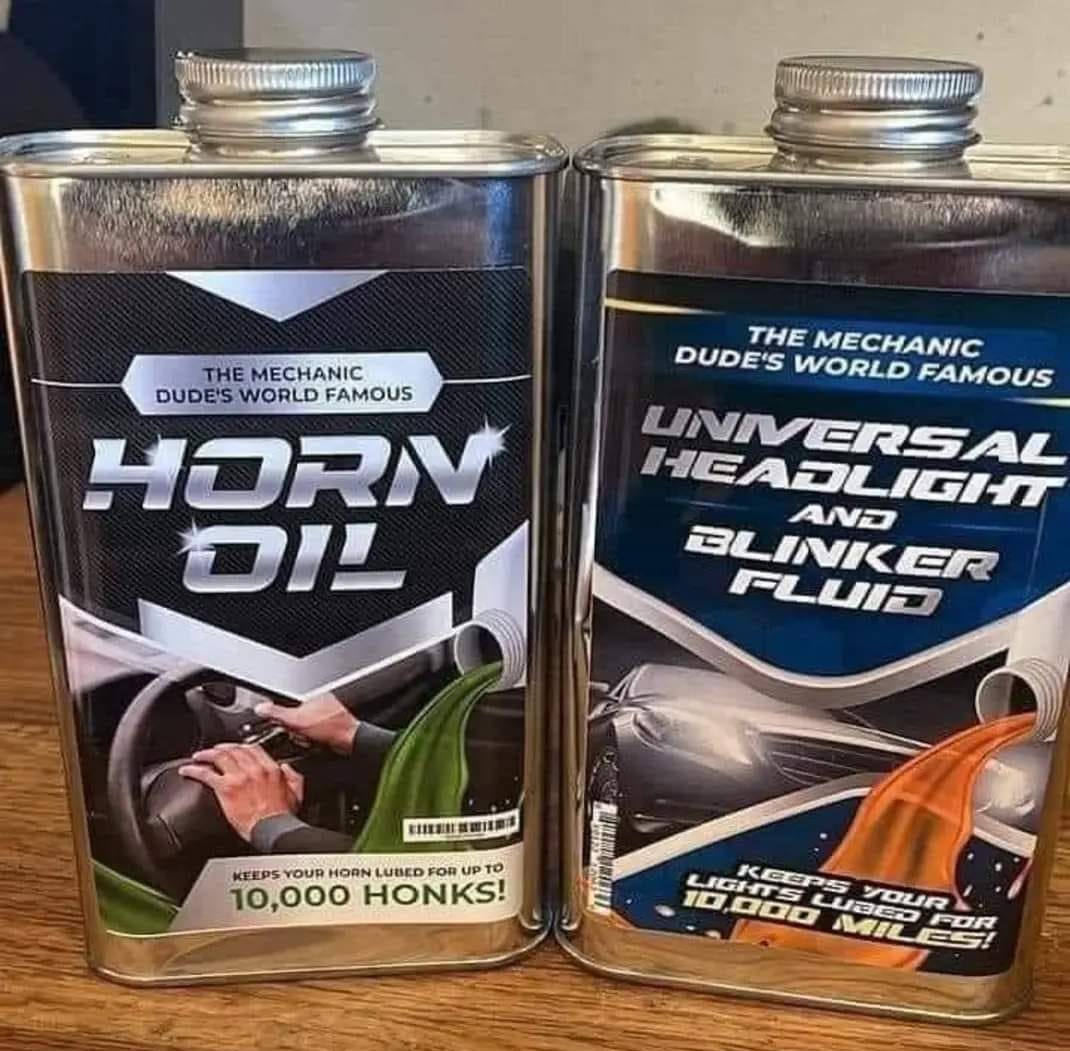 THE MECHANIC
DUDE'S WORLD FAMOUS
HORN
OIL
KEEPS YOUR HORN LUBED FOR UP TO
10,000 HONKS!
THE MECHANIC
DUDE'S WORLD FAMOUS
UNIVERSAL
HEADLIGHT
AND
BLINKER
FLUID
KEEPS YOUR
LIGHTS LUBED FOR
10,000 MILES!